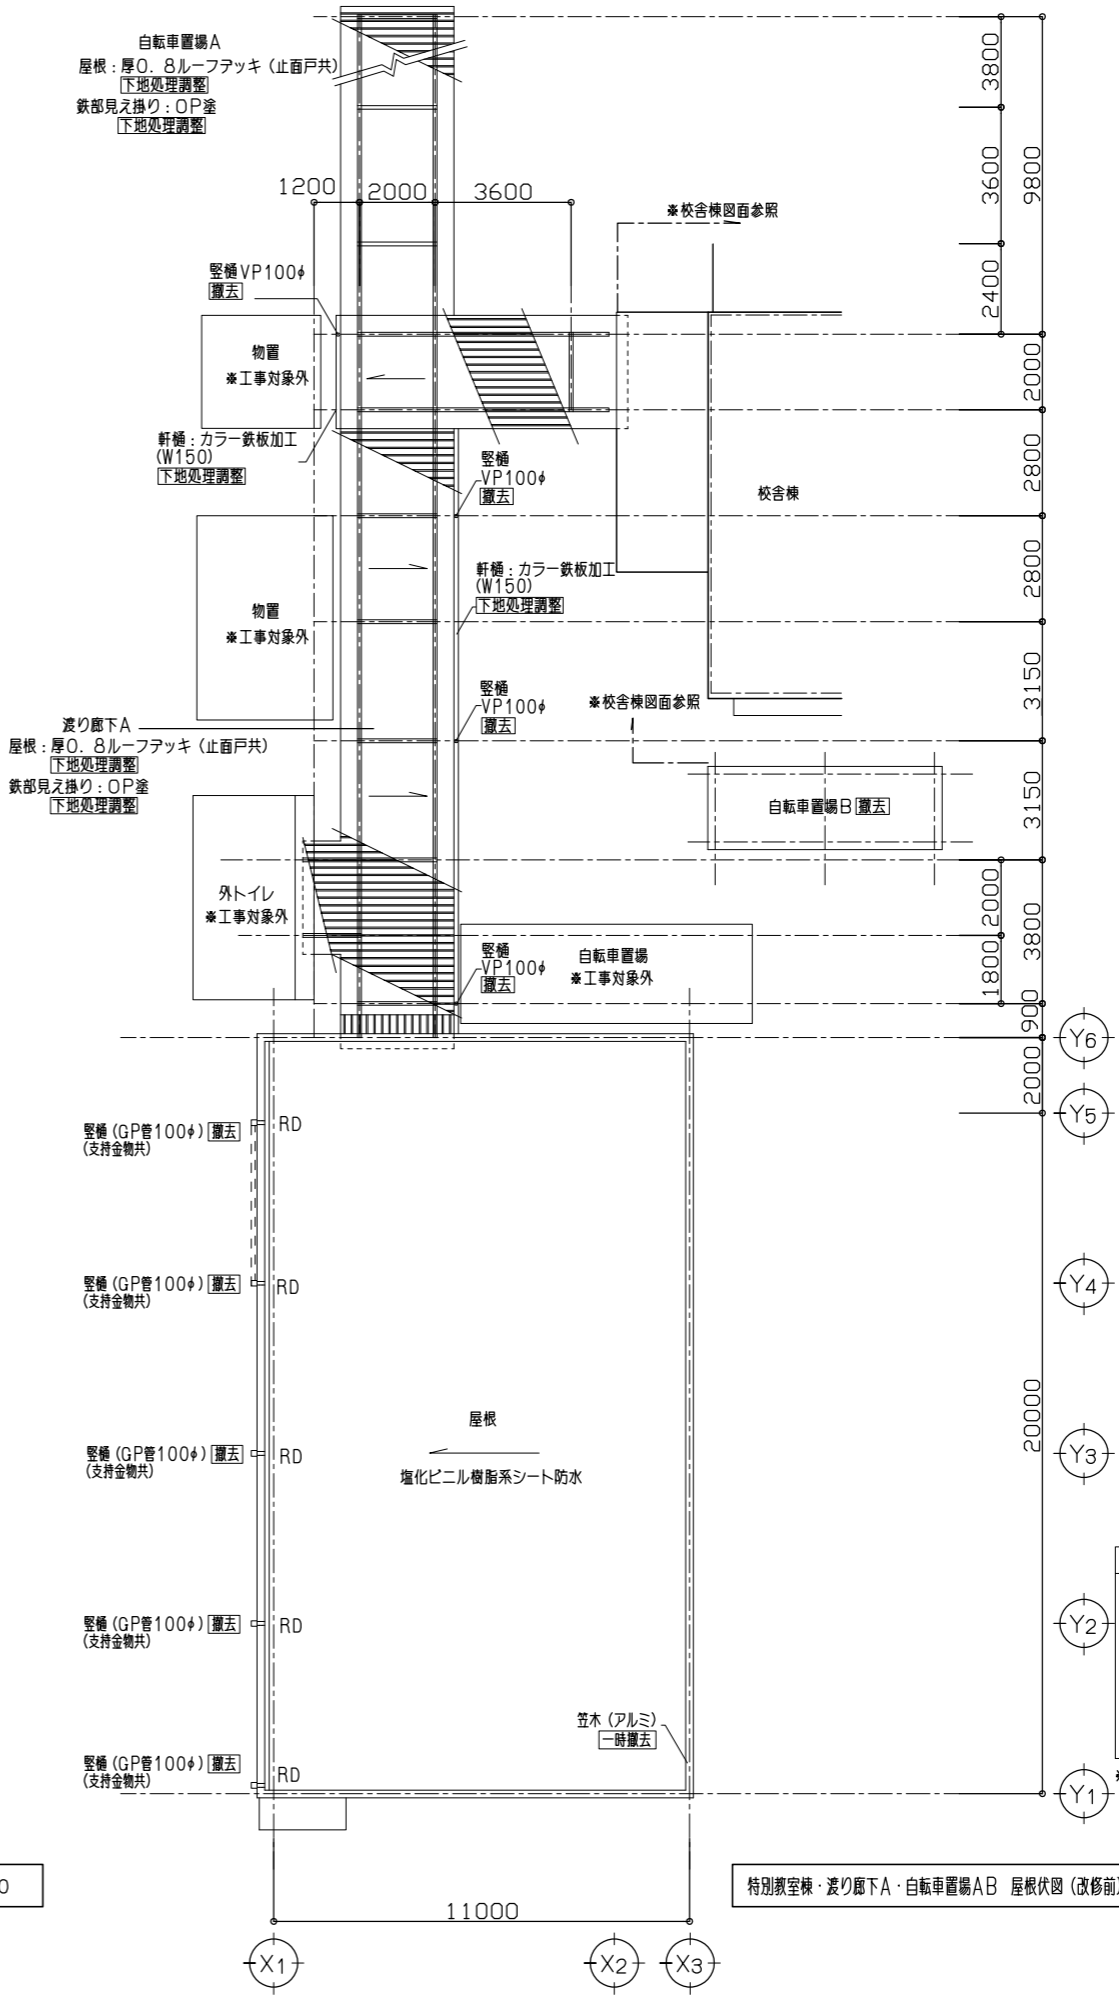 自転車置場A
屋根：厚0．8ルーフデッキ（止面戸共）
下地処理調整
鉄部見え掛り：OP塗
下地処理調整
3800
3600
9800
2400
1200
2000
3600
※校舎棟図面参照
竪樋VP100φ
撤去
物置
※工事対象外
2000
軒樋：カラー鉄板加工
(W150)
下地処理調整
竪樋
VP100φ
撤去
校舎棟
2800
軒樋：カラー鉄板加工
(W150)
下地処理調整
2800
物置
※工事対象外
竪樋
VP100φ
撤去
※校舎棟図面参照
3150
渡り廊下A
屋根：厚0．8ルーフデッキ（止面戸共）
下地処理調整
鉄部見え掛り：OP塗
下地処理調整
自転車置場B 撤去
3150
外トイレ
※工事対象外
2000
3800
1800
竪樋
VP100φ
撤去
自転車置場
※工事対象外
900
Y6
2000
Y5
竪樋（GP管100φ）撤去
(支持金物共)
RD
竪樋（GP管100φ）撤去
(支持金物共)
RD
Y4
20000
屋根
塩化ビニル樹脂系シート防水
竪樋（GP管100φ）撤去
(支持金物共)
RD
Y3
竪樋（GP管100φ）撤去
(支持金物共)
RD
Y2
笠木（アルミ）
一時撤去
竪樋（GP管100φ）撤去
(支持金物共)
RD
※
Y1
0
特別教室棟・渡り廊下A・自転車置場AB　屋根伏図（改修前）
11000
X1
X2
X3